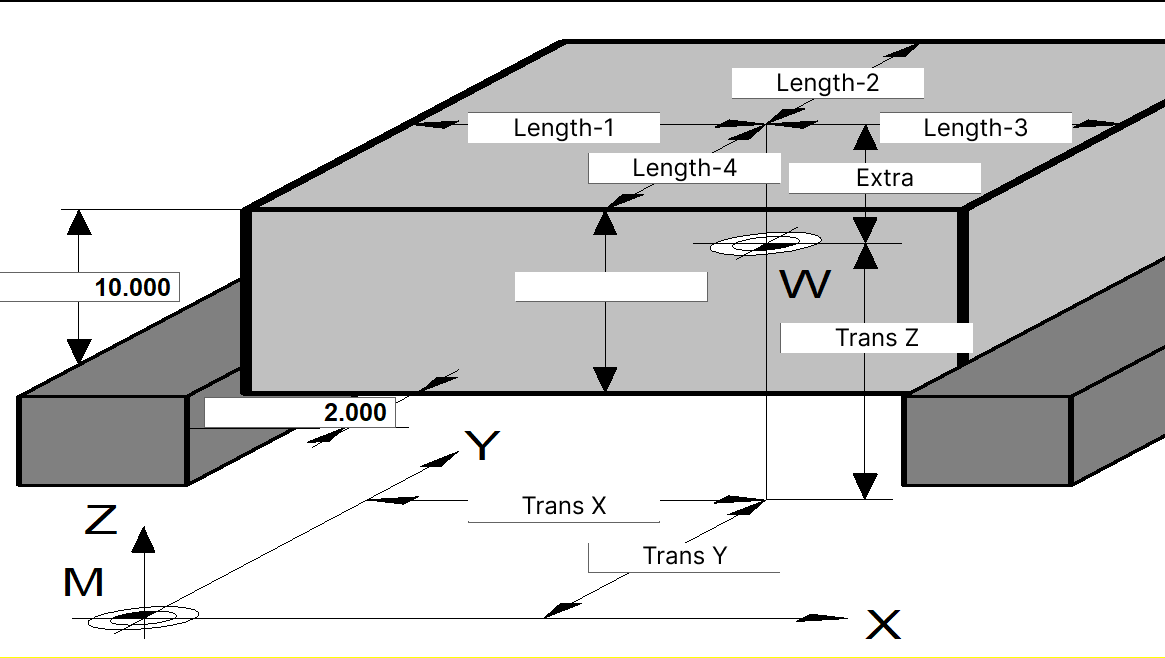 Length-2
Length-1
Length-3
Length-4
Extra
10.000
W
Trans Z
2.000
Y
Trans X
Z
Trans Y
M
X